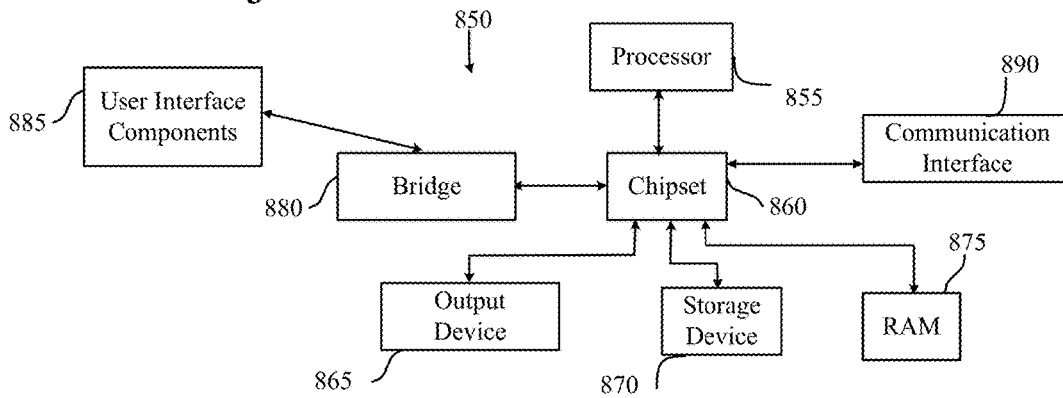 850
Processor
855
890
885
User Interface
Components
Communication
Interface
Bridge
880
Chipset
860
875
Output
Device
865
Storage
Device
870
RAM